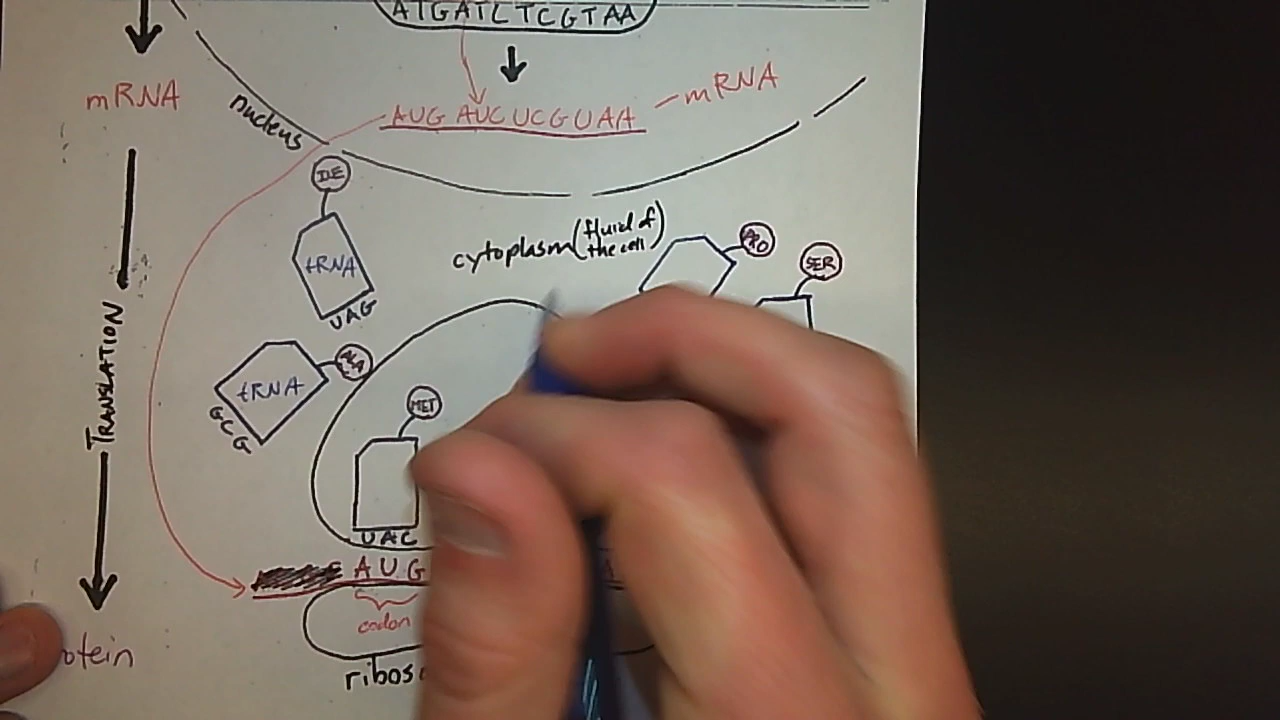 ATGATCTCGTAA
mRNA
nucleus
AUG AUC UCG UAA
mRNA
tRNA
UAG
cytoplasm (fluid of the cell)
PRO
SER
TRANSLATION
tRNA
ALA
GCG
MET
UAC
AUG
codon
otein
ribos